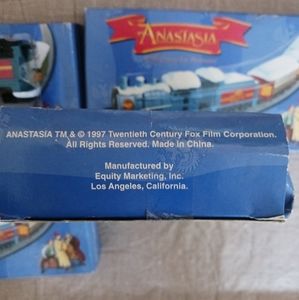 ANASTASIA
ANASTASIA TM & © 1997 Twentieth Century Fox Film Corporation.
All Rights Reserved. Made in China.
Manufactured by
Equity Marketing, Inc.
Los Angeles, California.